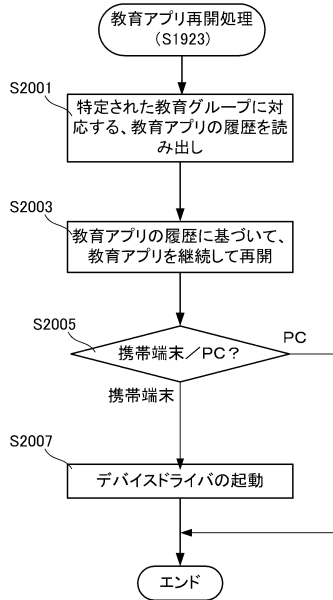 教育アプリ再開処理
（S1923）
S2001
特定された教育グループに対
応する、教育アプリの履歴を読
み出し
S2003
教育アプリの履歴に基づいて、
教育アプリを継続して再開
S2005
携帯端末／PC？
PC
携帯端末
S2007
デバイスドライバの起動
エンド